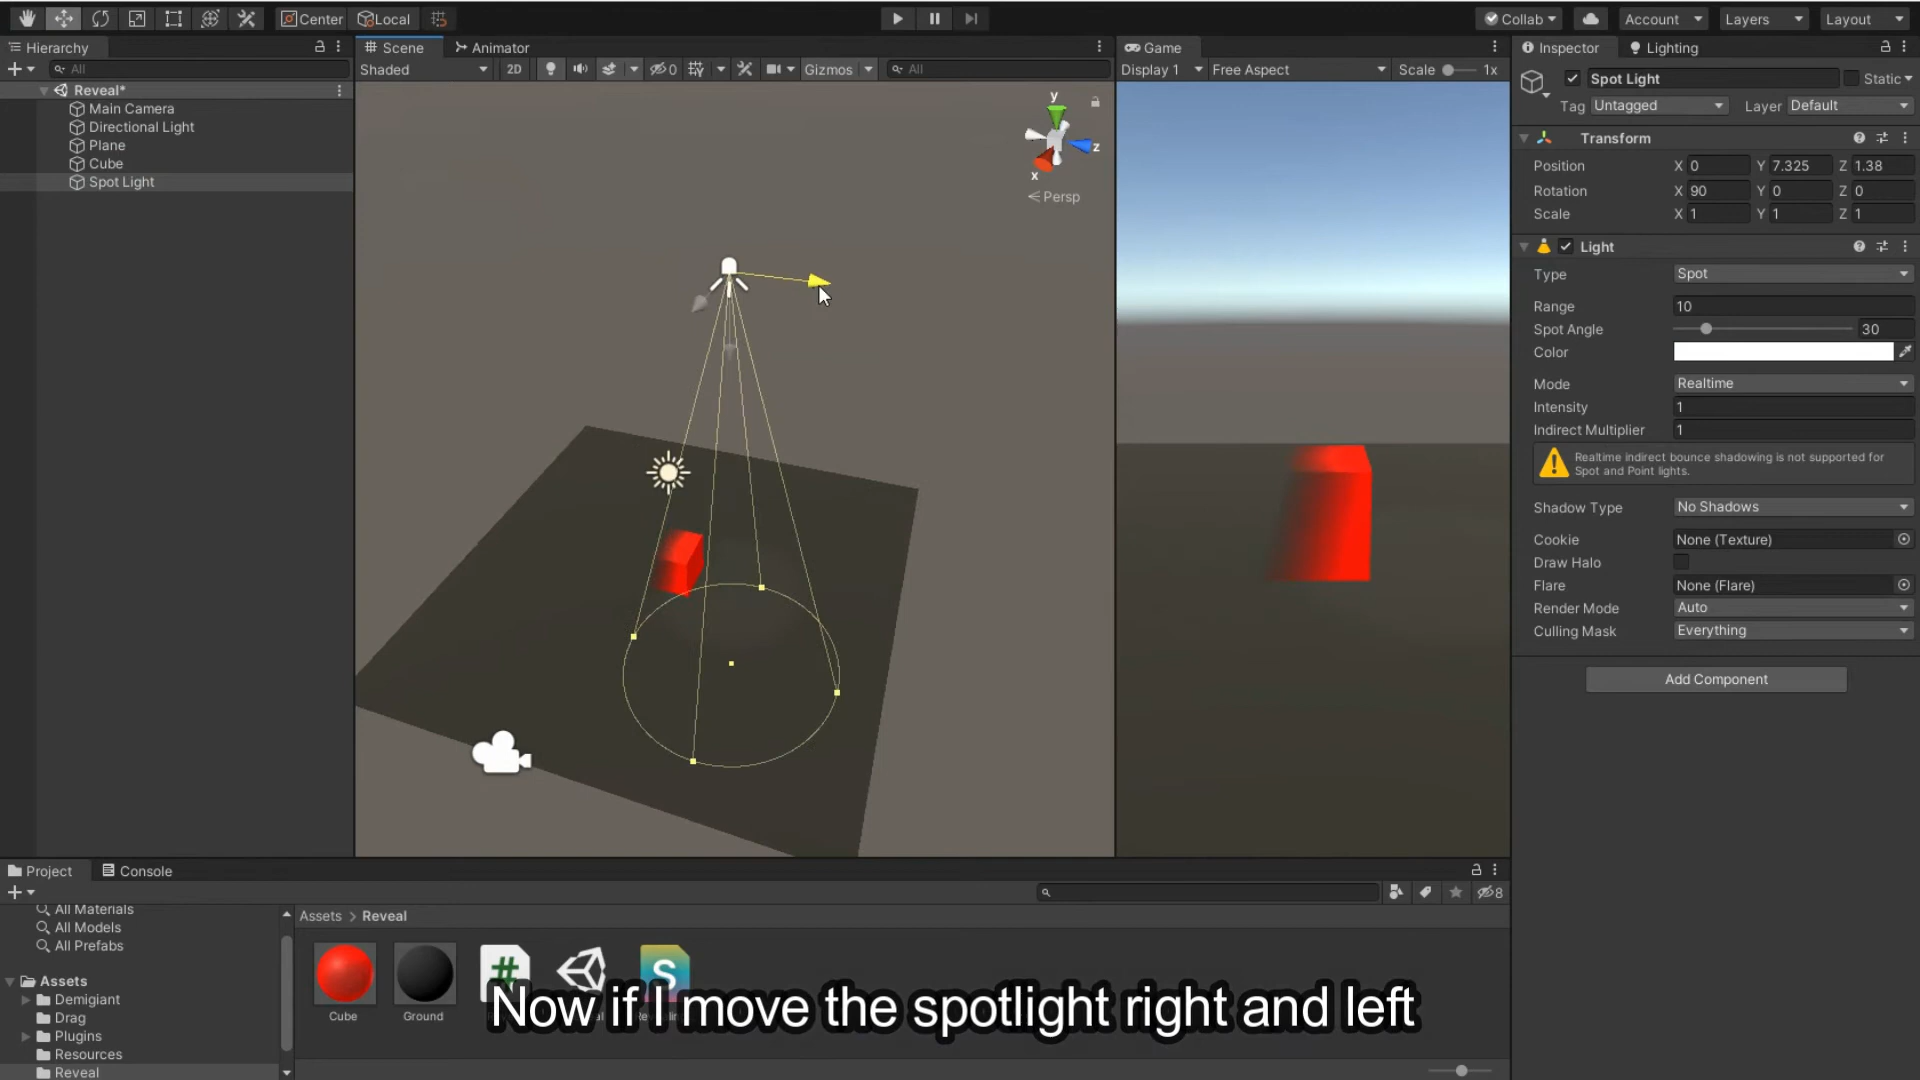 Center
Local
Collab
Account
Layers
Layout
Hierarchy
All
Reveal*
Main Camera
Directional Light
Plane
Cube
Spot Light
Scene
Animator
Shaded
2D
0
Gizmos
All
y
z
x
Persp
Game
Display 1
Free Aspect
Scale
1x
Inspector
Lighting
Spot Light
Static
Tag Untagged
Layer Default
Transform
Position X 0 Y 7.325 Z 1.38
Rotation X 90 Y 0 Z 0
Scale X 1 Y 1 Z 1
Light
Type Spot
Range 10
Spot Angle 30
Color
Mode Realtime
Intensity 1
Indirect Multiplier 1
Realtime indirect bounce shadowing is not supported for
Spot and Point lights.
Shadow Type No Shadows
Cookie None (Texture)
Draw Halo
Flare None (Flare)
Render Mode Auto
Culling Mask Everything
Add Component
Project
Console
8
All Materials
All Models
All Prefabs
Assets
Demigiant
Drag
Plugins
Resources
Reveal
Assets > Reveal
#
S
Cube
Ground
Now if I move the spotlight right and left